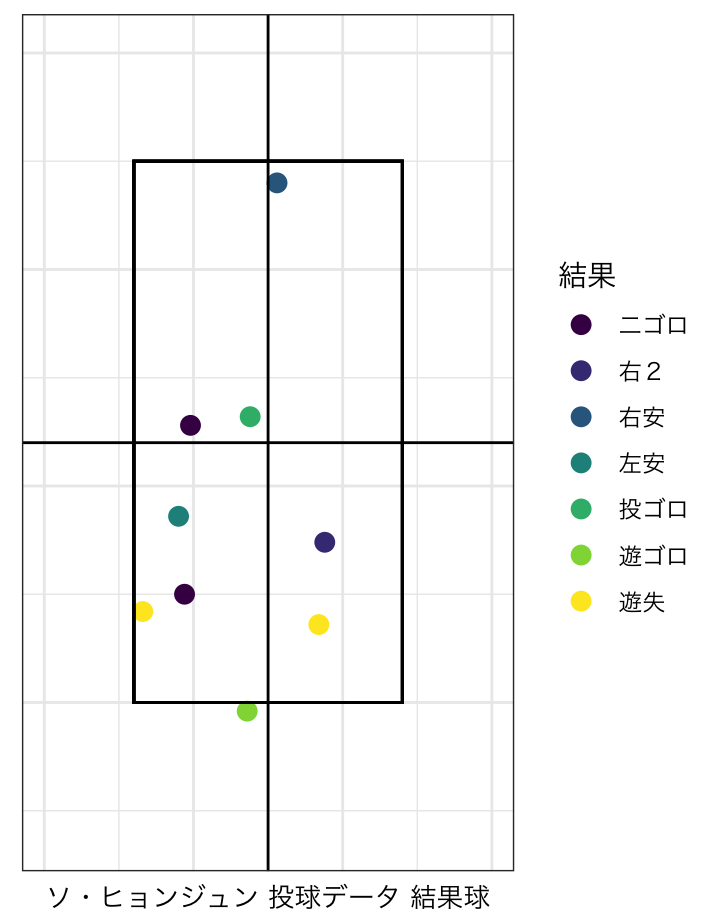 結果
二ゴロ
右２
右安
左安
投ゴロ
遊ゴロ
遊失
ソ・ヒョンジュン 投球データ 結果球